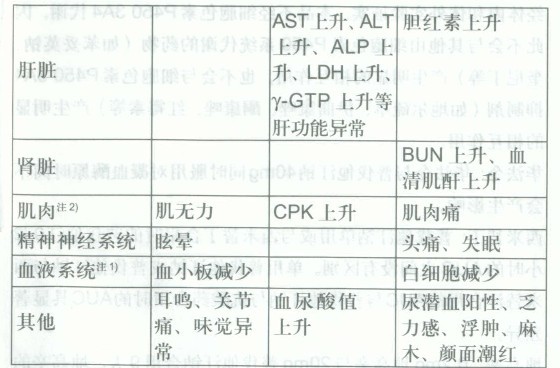 肝脏
AST 上升、ALT
上升、ALP 上
升、LDH 上升、
γ-GTP 上升等
肝功能异常
胆红素上升
肾脏
BUN 上升、血
清肌酐上升
肌肉注2)
肌无力
CPK 上升
肌肉痛
精神神经系统
眩晕
头痛、失眠
血液系统注1)
血小板减少
白细胞减少
其他
耳鸣、关节
痛、味觉异
常
血尿酸值
上升
尿潜血阳性、乏
力感、浮肿、麻
木、颜面潮红